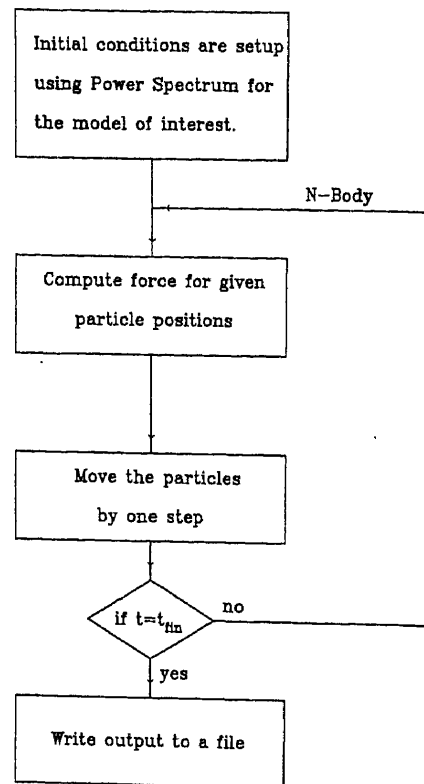 Initial conditions are setup
using Power Spectrum for
the model of interest.
N-Body
Compute force for given
particle positions
Move the particles
by one step
if t=t_fin
no
yes
Write output to a file